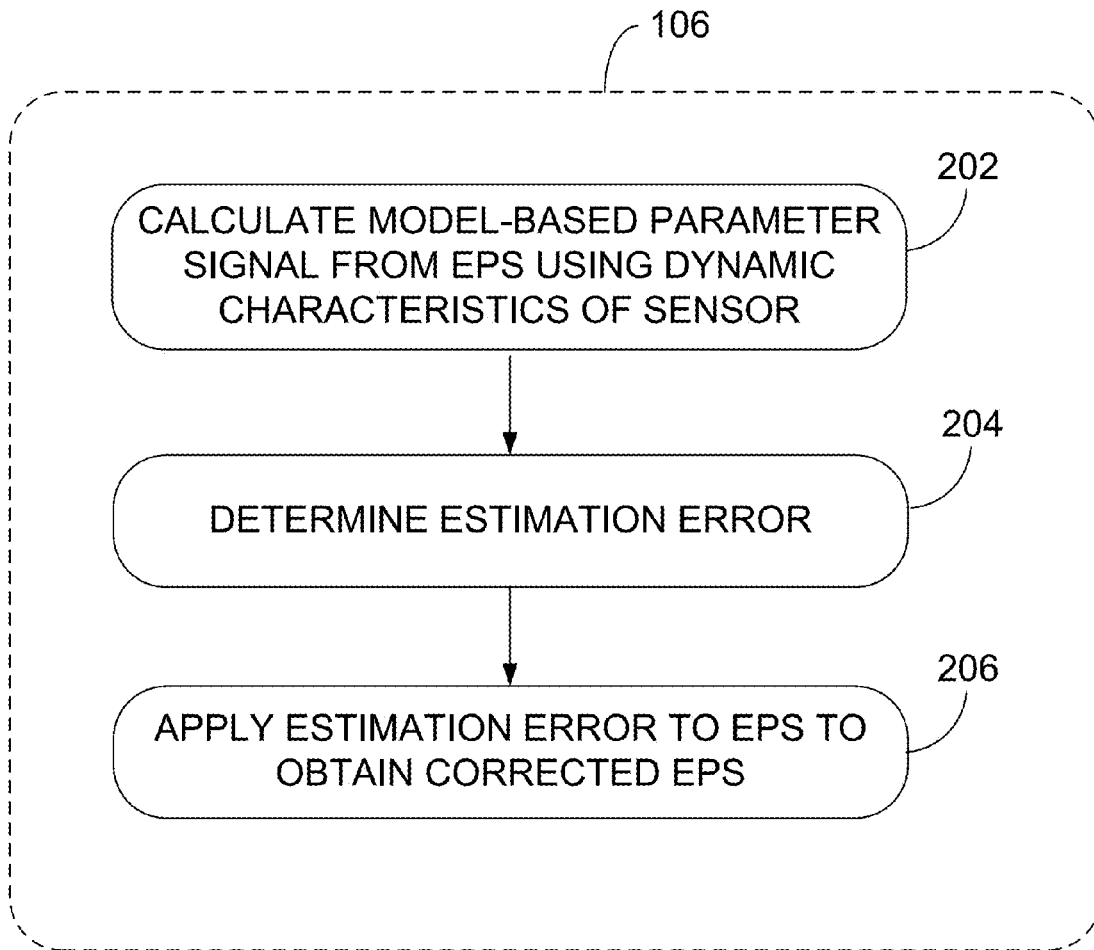 106
202
CALCULATE MODEL-BASED PARAMETER
SIGNAL FROM EPS USING DYNAMIC
CHARACTERISTICS OF SENSOR
204
DETERMINE ESTIMATION ERROR
206
APPLY ESTIMATION ERROR TO EPS TO
OBTAIN CORRECTED EPS